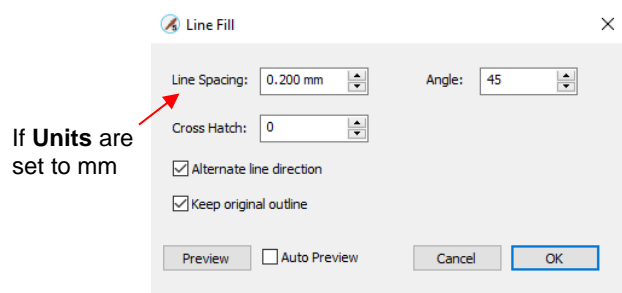 Line Fill
Line Spacing: 0.200 mm Angle: 45
If Units are
set to mm
Cross Hatch: 0
Alternate line direction
Keep original outline
Preview Auto Preview Cancel OK